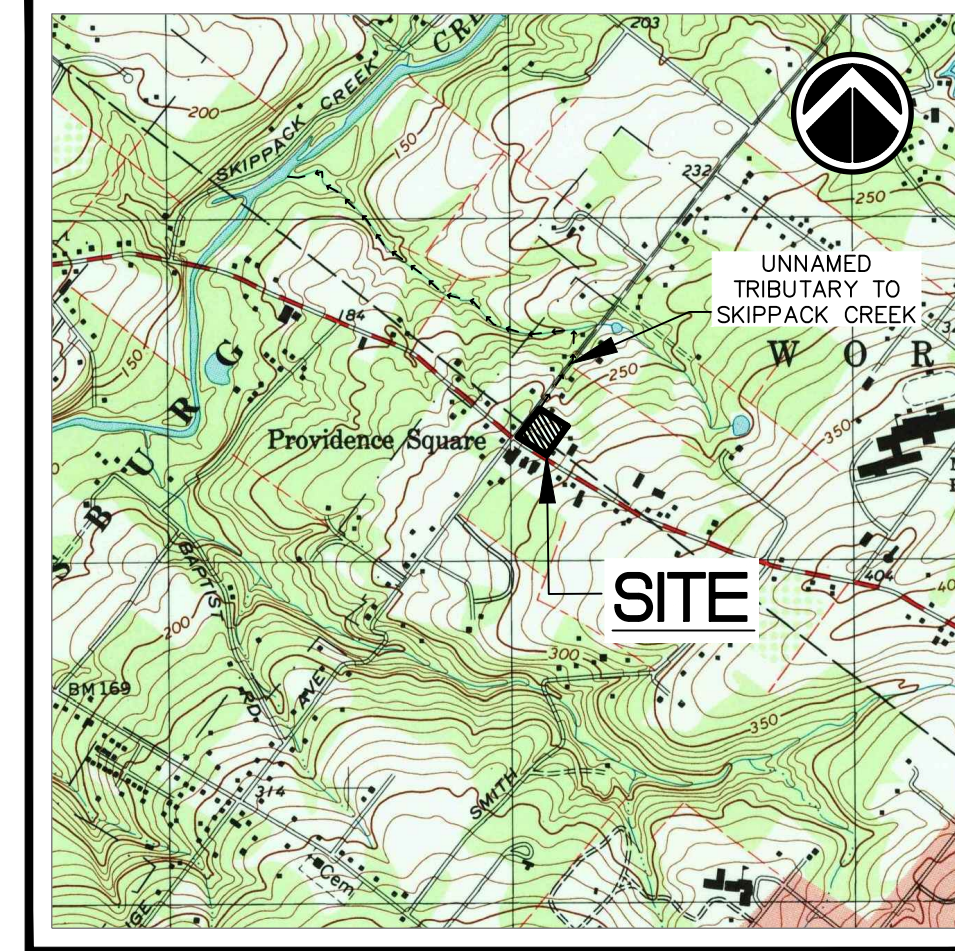 203
CRE
SKIPPACK CREEK
200
150
232
250
UNNAMED
TRIBUTARY TO
SKIPPACK CREEK
184
150
W O R
250
B U R G
Providence Square
350
BAPTIST
RD
200
SITE
404
300
BM 169
AVE
350
314
SMITH
Cem